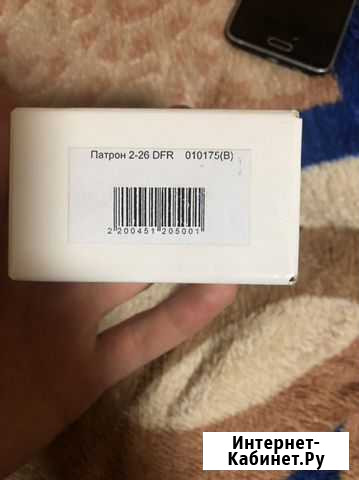 Патрон 2-26 DFR 010175(B)
2 200451 205001
Интернет-
Кабинет.Ру